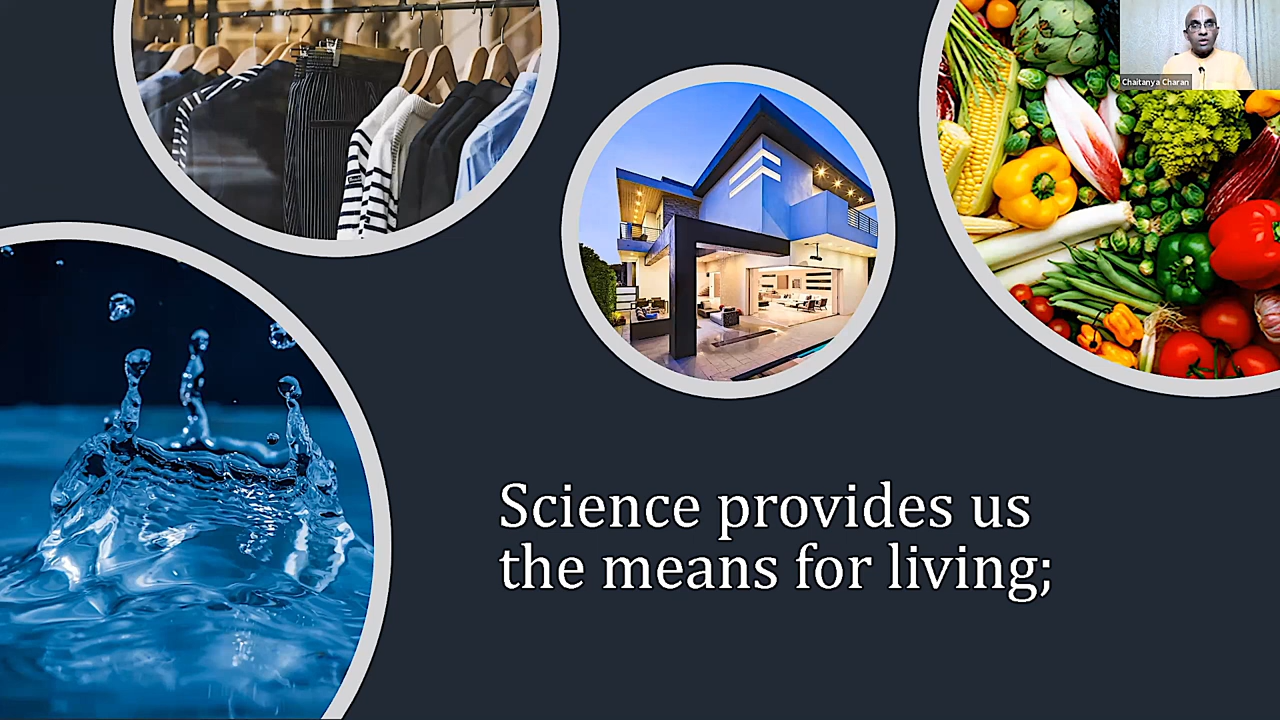 Chaitanya Charan
Science provides us
the means for living;